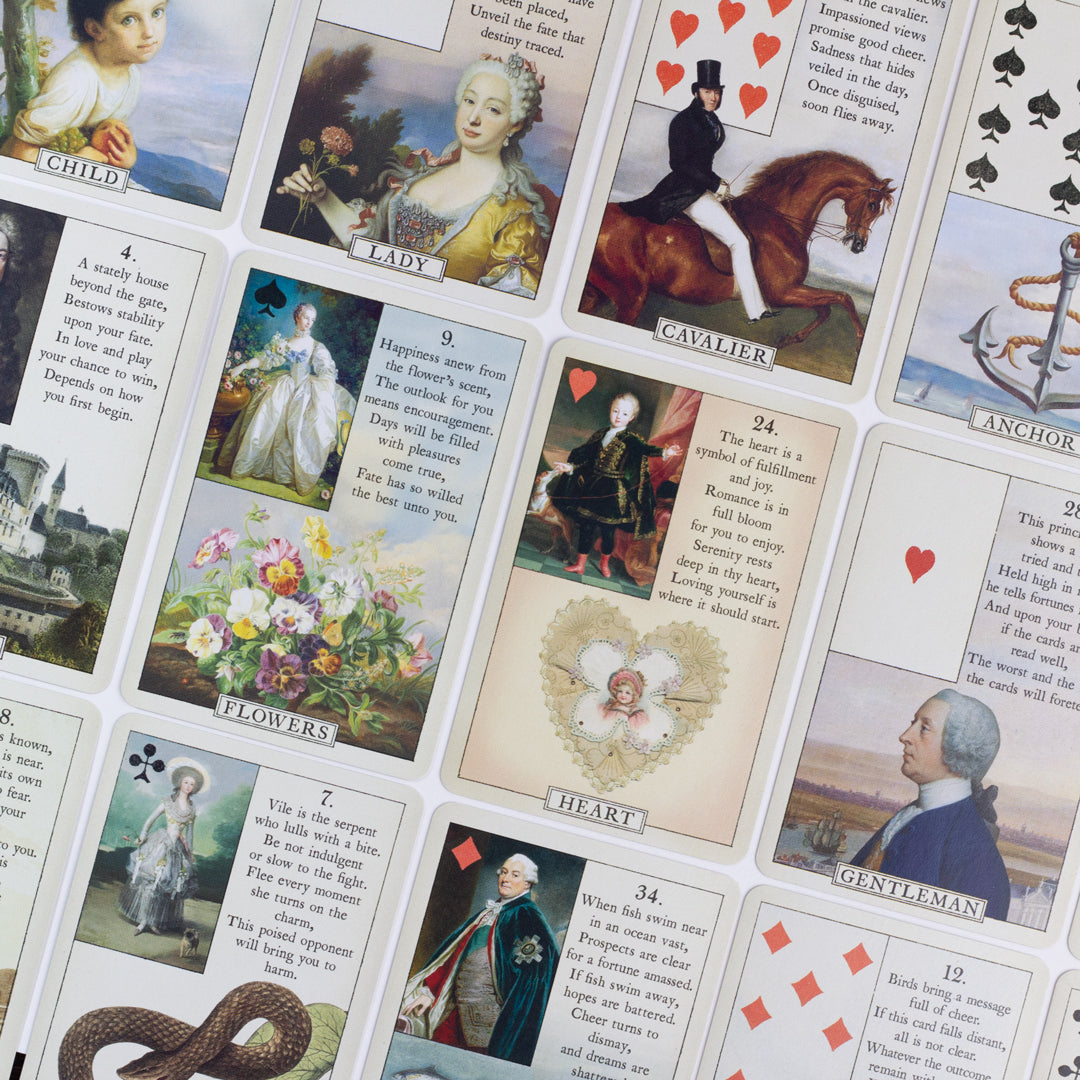 CHILD
been placed,
Unveil the fate that
destiny traced.
LADY
the cavalier.
Impassioned views
promise good cheer.
Sadness that hides
veiled in the day,
Once disguised,
soon flies away.
CAVALIER
ANCHOR
4.
A stately house
beyond the gate,
Bestows stability
upon your fate.
In love and play
your chance to win,
Depends on how
you first begin.
9.
Happiness anew from
the flower's scent,
The outlook for you
means encouragement.
Days will be filled
with pleasures
come true,
Fate has so willed
the best unto you.
FLOWERS
24.
The heart is a
symbol of fulfillment
and joy.
Romance is in
full bloom
for you to enjoy.
Serenity rests
deep in thy heart,
Loving yourself is
where it should start.
HEART
This
shows a
tried and
Held high in
he tells fortunes
And upon your
if the cards
read well,
The worst and the
the cards will
GENTLEMAN
8.
known,
is near.
its own
fear.
your
to you.
7.
Vile is the serpent
who lulls with a bite.
Be not indulgent
or slow to the fight.
Flee every moment
she turns on the
charm,
This poised opponent
will bring you to
harm.
34.
When fish swim near
in an ocean vast,
Prospects are clear
for a fortune amassed.
If fish swim away,
hopes are battered.
Cheer turns to
dismay,
and dreams are
12.
Birds bring a message
full of cheer.
If this card falls distant,
all is not clear.
Whatever the outcome
remain with